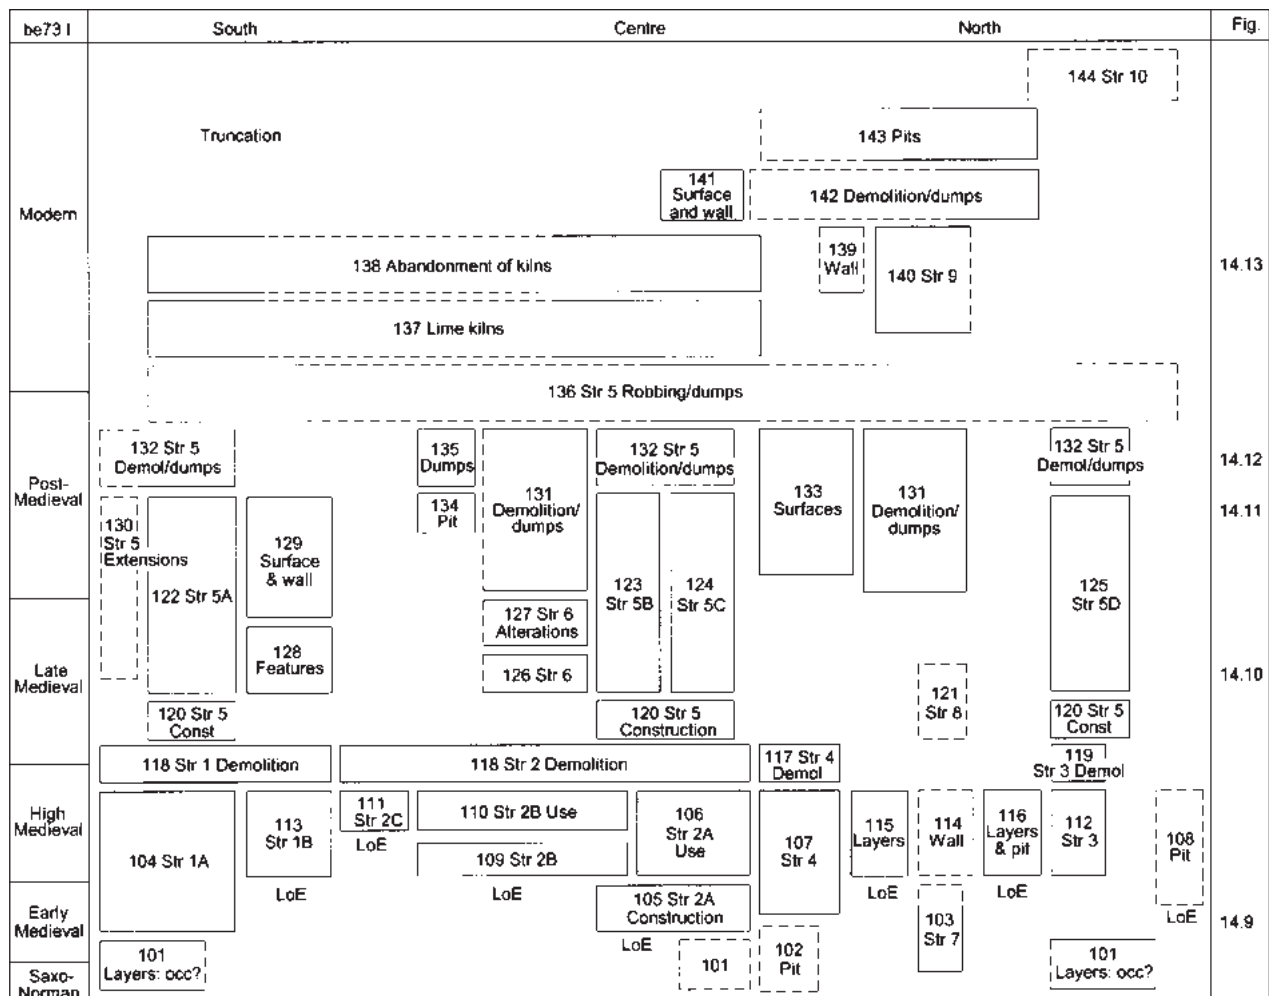 be73 I South Centre North Fig.
144 Str 10
Truncation
143 Pits
141
Surface
and wall
142 Demolition/dumps
Modern
138 Abandonment of kilns
139
Wall
140 Str 9
14.13
137 Lime kilns
136 Str 5 Robbing/dumps
132 Str 5
Demol/dumps
135
Dumps
131
Demolition/
dumps
132 Str 5
Demolition/dumps
133
Surfaces
131
Demolition/
dumps
132 Str 5
Demol/dumps
14.12
Post-
Medieval
134
Pit
14.11
130
Str 5
Extensions
122 Str 5A
129
Surface
& wall
123
Str 5B
124
Str 5C
125
Str 5D
127 Str 6
Alterations
Late
Medieval
128
Features
126 Str 6
121
Str 8
14.10
120 Str 5
Const
120 Str 5
Construction
120 Str 5
Const
118 Str 1 Demolition
118 Str 2 Demolition
117 Str 4
Demol
119
Str 3 Demol
High
Medieval
104 Str 1A
113
Str 1B
LoE
111
Str 2C
LoE
110 Str 2B Use
109 Str 2B
LoE
106
Str 2A
Use
107
Str 4
115
Layers
LoE
114
Wall
116
Layers
& pit
LoE
112
Str 3
108
Pit
LoE
Early
Medieval
105 Str 2A
Construction
LoE
103
Str 7
14.9
101
Layers: occ?
101
102
Pit
101
Layers: occ?
Saxo-
Norman